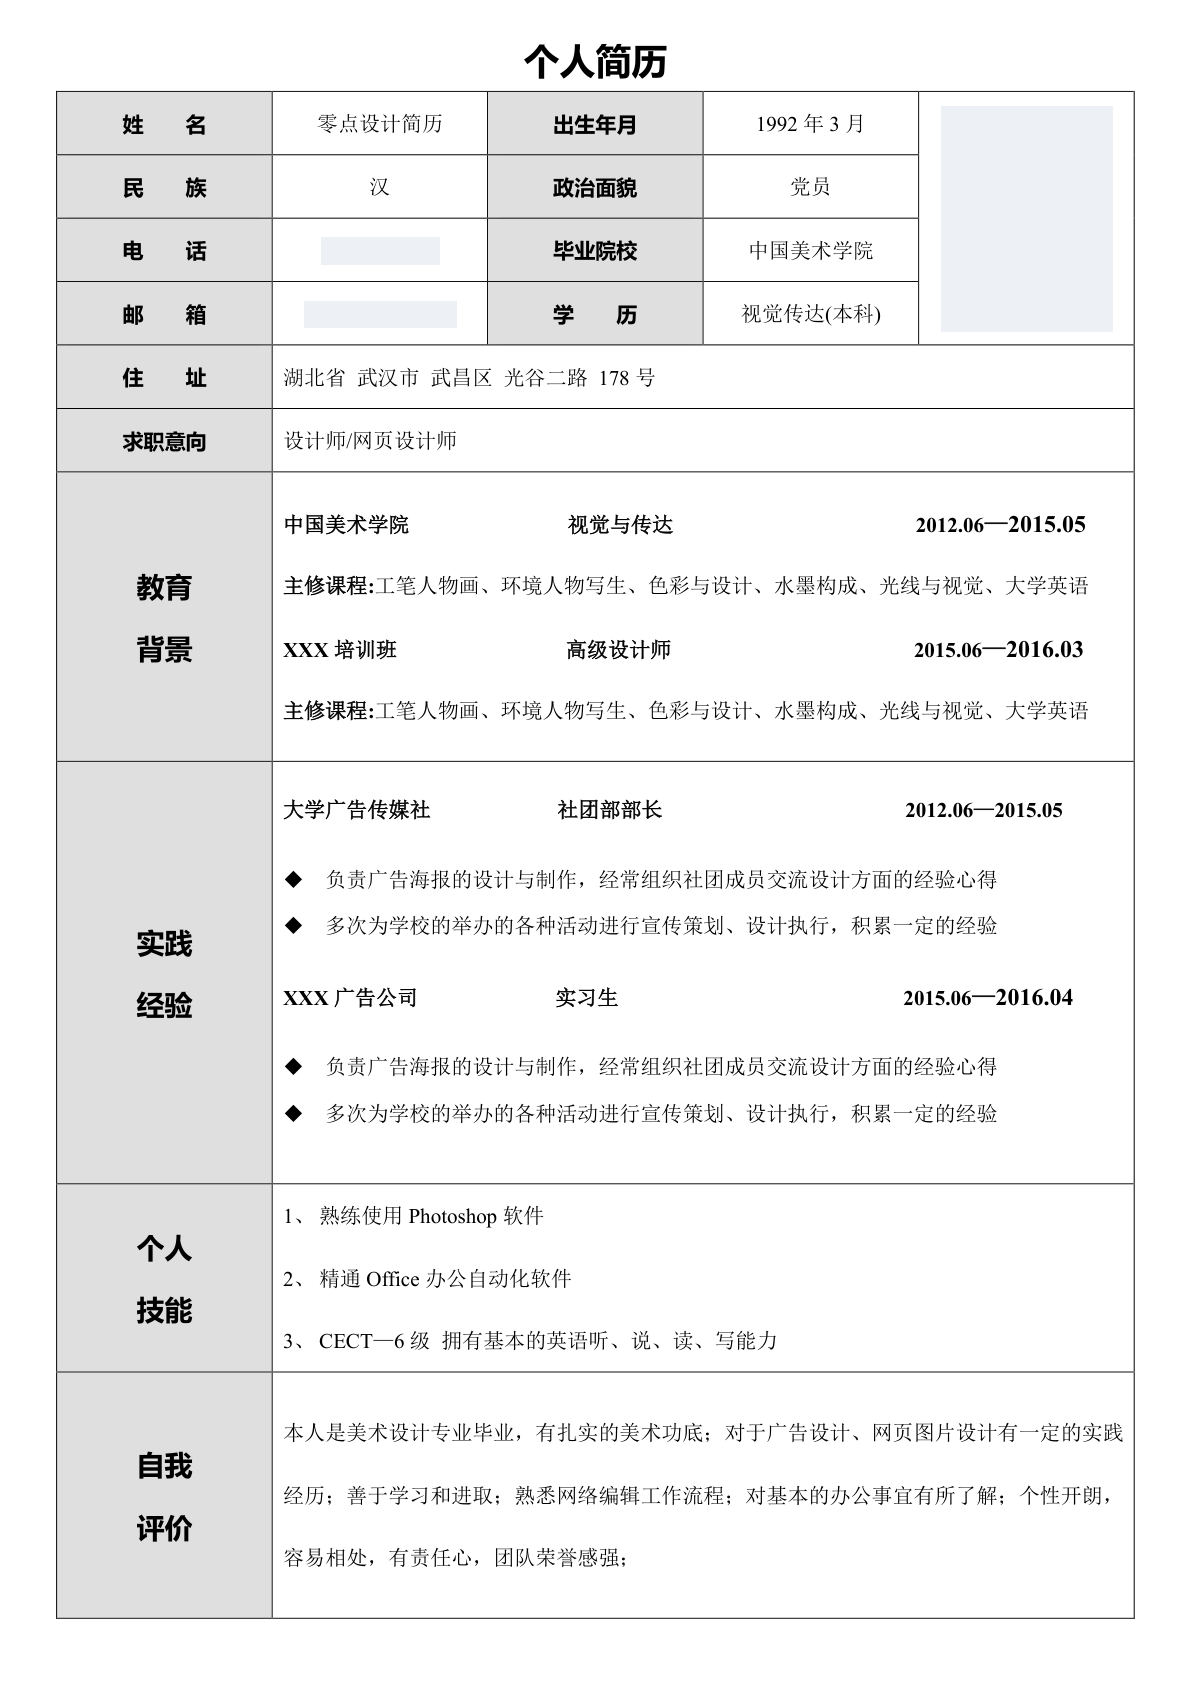 个人简历
姓 名 零点设计简历 出生年月 1992 年 3 月
民 族 汉 政治面貌 党员
电 话 毕业院校 中国美术学院
邮 箱 学 历 视觉传达(本科)
住 址 湖北省 武汉市 武昌区 光谷二路 178 号
求职意向 设计师/网页设计师
教育
背景
中国美术学院 视觉与传达 2012.06—2015.05
主修课程:工笔人物画、环境人物写生、色彩与设计、水墨构成、光线与视觉、大学英语
XXX 培训班 高级设计师 2015.06—2016.03
主修课程:工笔人物画、环境人物写生、色彩与设计、水墨构成、光线与视觉、大学英语
实践
经验
大学广告传媒社 社团部部长 2012.06—2015.05
◆ 负责广告海报的设计与制作，经常组织社团成员交流设计方面的经验心得
◆ 多次为学校的举办的各种活动进行宣传策划、设计执行，积累一定的经验
XXX 广告公司 实习生 2015.06—2016.04
◆ 负责广告海报的设计与制作，经常组织社团成员交流设计方面的经验心得
◆ 多次为学校的举办的各种活动进行宣传策划、设计执行，积累一定的经验
个人
技能
1、 熟练使用 Photoshop 软件
2、 精通 Office 办公自动化软件
3、 CECT—6 级 拥有基本的英语听、说、读、写能力
自我
评价
本人是美术设计专业毕业，有扎实的美术功底；对于广告设计、网页图片设计有一定的实践
经历；善于学习和进取；熟悉网络编辑工作流程；对基本的办公事宜有所了解；个性开朗，
容易相处，有责任心，团队荣誉感强；